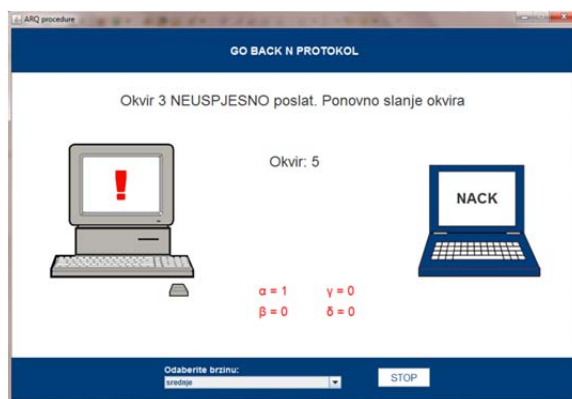 ARQ procedure
GO BACK N PROTOKOL
Okvir 3 NEUSPJESNO poslat. Ponovno slanje okvira
Okvir: 5
!
NACK
α = 1 γ = 0
β = 0 δ = 0
Odaberite brzinu:
srednje
STOP